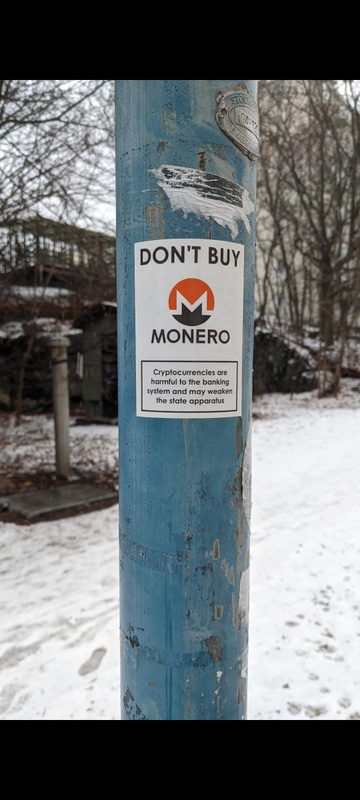 DON'T BUY
MONERO
Cryptocurrencies are
harmful to the banking
system and may weaken
the state apparatus